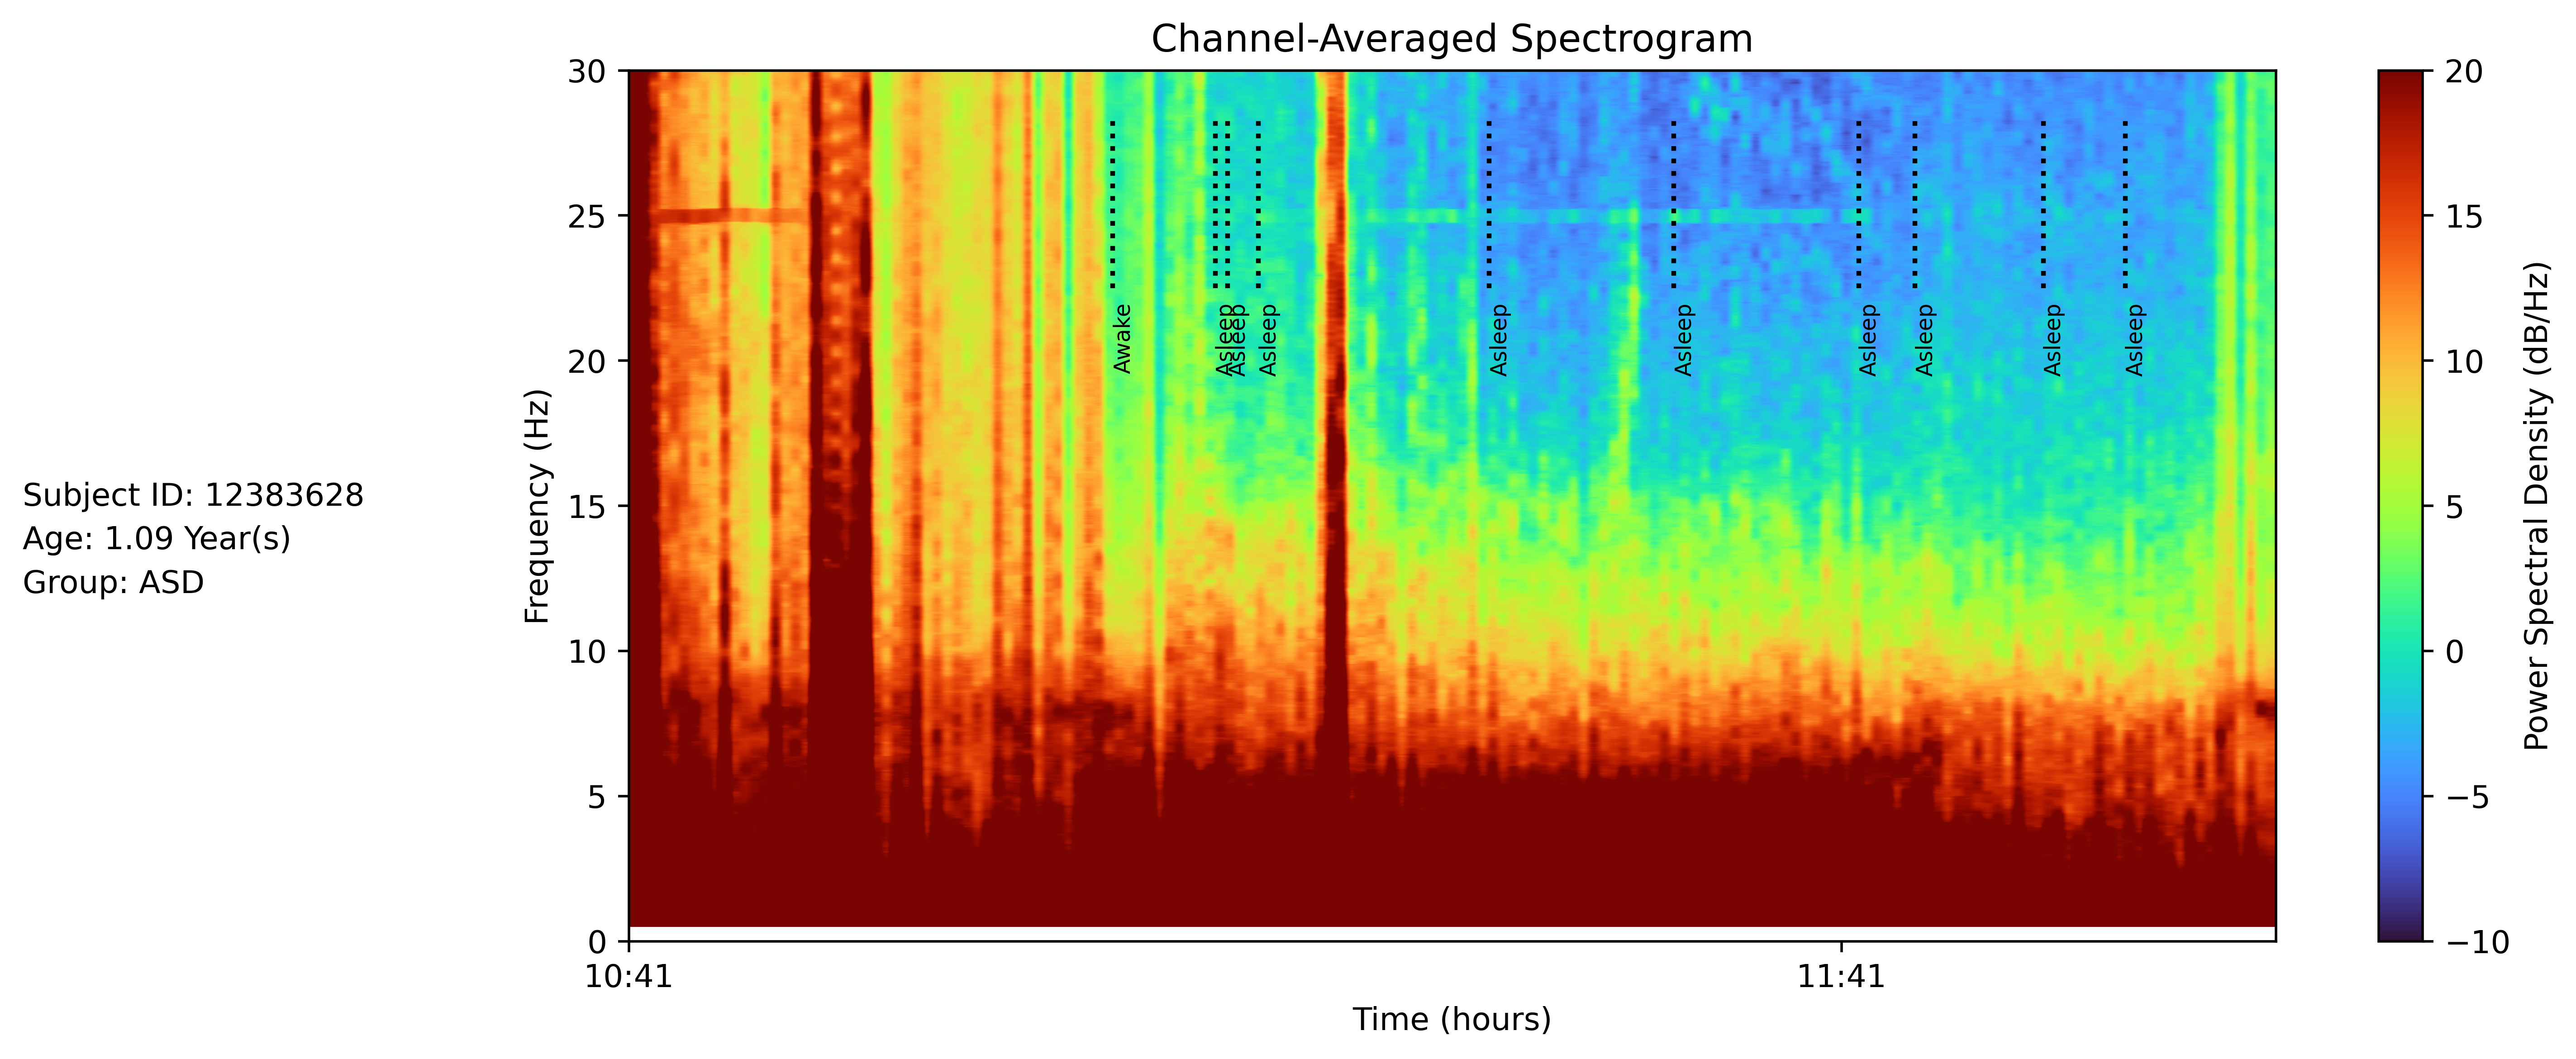 Channel-Averaged Spectrogram
Subject ID: 12383628
Age: 1.09 Year(s)
Group: ASD
Frequency (Hz)
30
25
20
15
10
5
0
Awake
Asleep
Asleep
Asleep
Asleep
Asleep
Asleep
Asleep
Asleep
Asleep
10:41
11:41
Time (hours)
20
15
10
5
0
−5
−10
Power Spectral Density (dB/Hz)